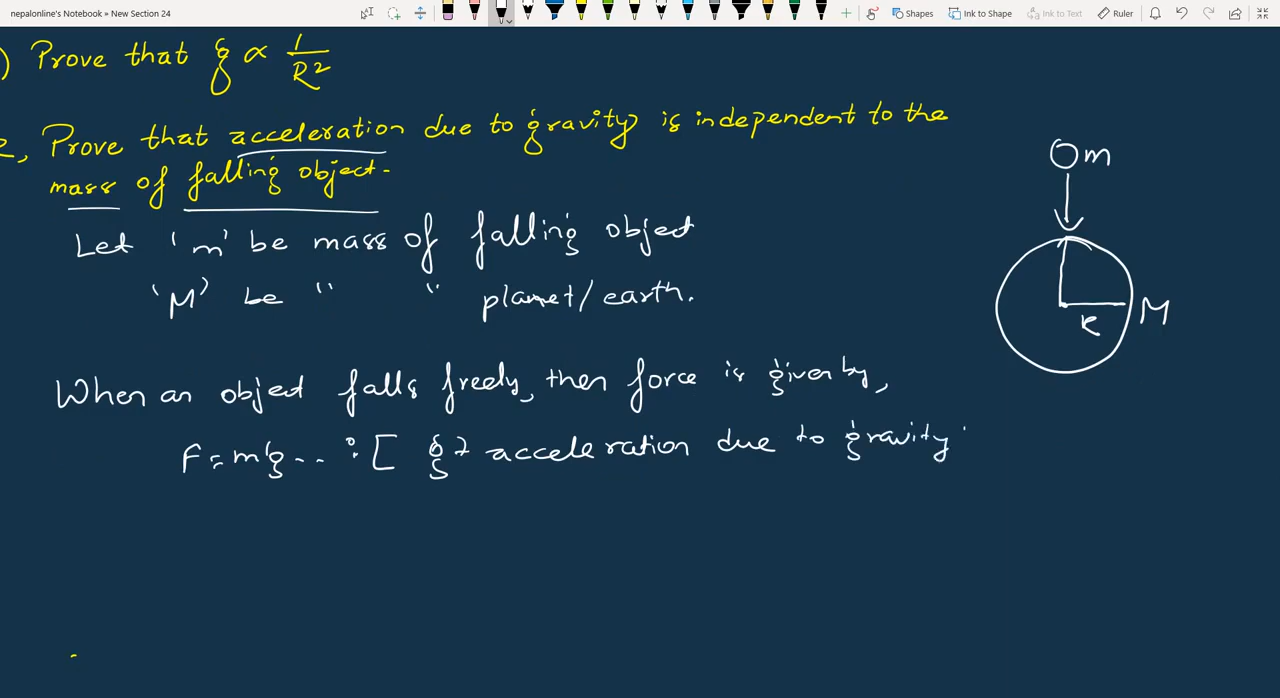 nepalonline's Notebook » New Section 24
Shapes Ink to Shape Ink to Text Ruler
) Prove that g ∝ 1/R²
2, Prove that acceleration due to gravity is independent to the
mass of falling object.
m
Let 'm' be mass of falling object
'M' be " " planet/earth.
R M
When an object falls freely, then force is given by,
F = mg .. : [ g = acceleration due to gravity